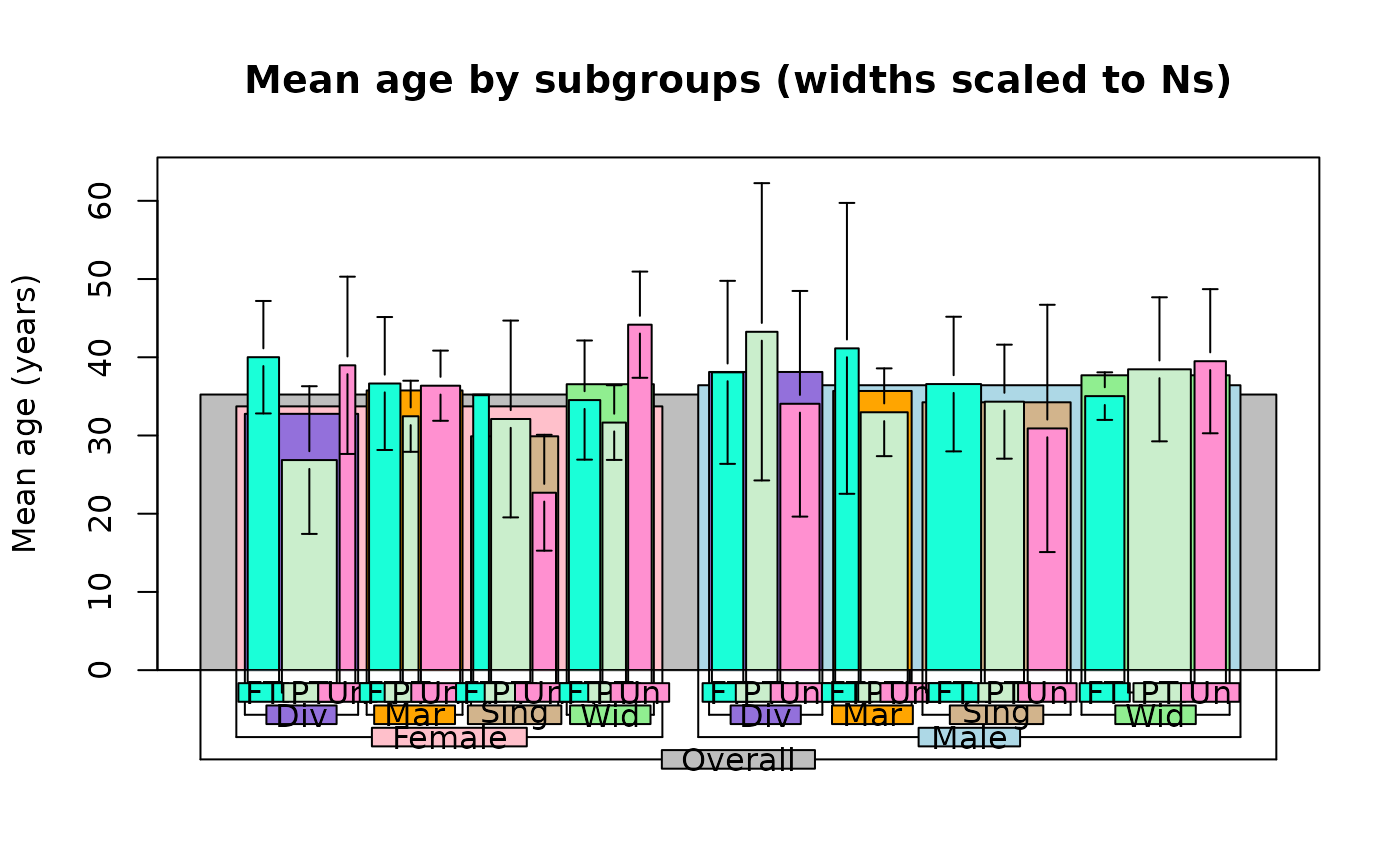 Mean age by subgroups (widths scaled to Ns)
Mean age (years)
60
50
40
30
20
10
0
FT PT Un FT PT Un FT PT Un FT PT Un FT PT Un FT PT Un FT PT Un FT PT Un
Div Mar Sing Wid Div Mar Sing Wid
Female Male
Overall